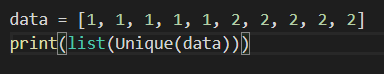 data = [1, 1, 1, 1, 1, 2, 2, 2, 2, 2]
print(list(Unique(data)))